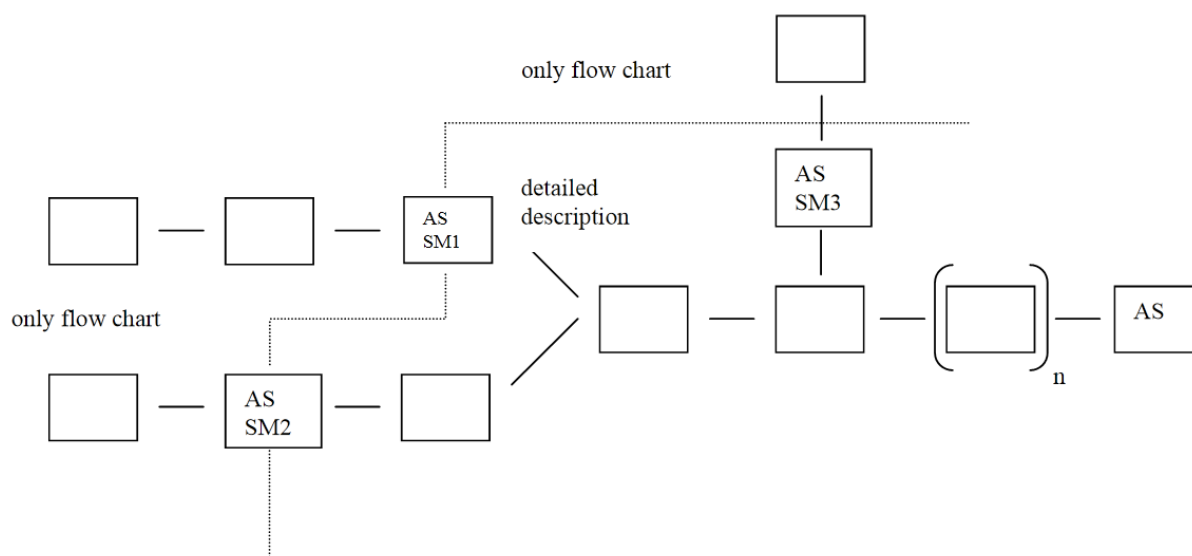 only flow chart
AS
SM3
detailed
description
AS
SM1
only flow chart
AS
n
AS
SM2